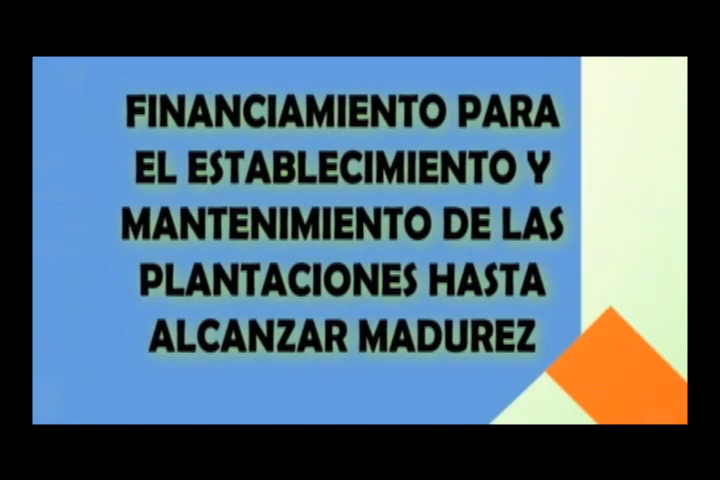 FINANCIAMIENTO PARA
EL ESTABLECIMIENTO Y
MANTENIMIENTO DE LAS
PLANTACIONES HASTA
ALCANZAR MADUREZ